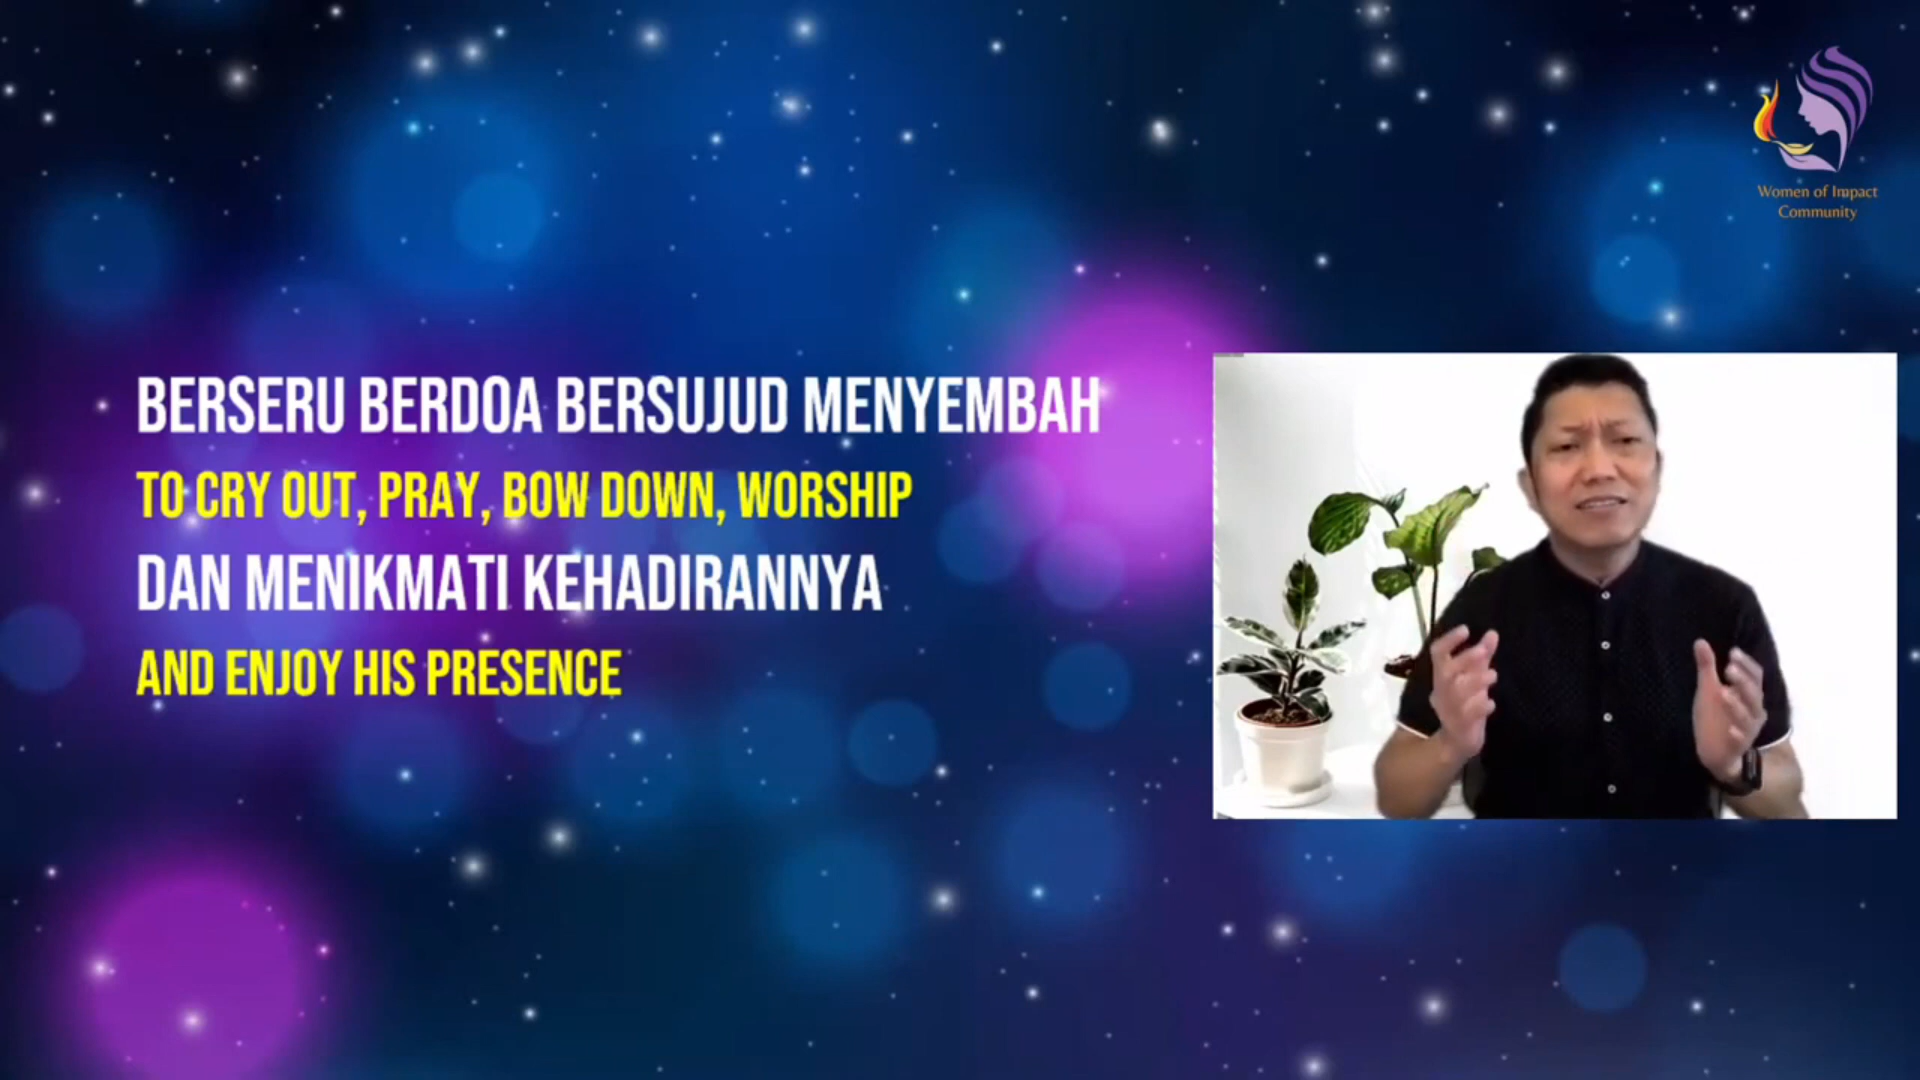 Women of Impact
Community
BERSERU BERDOA BERSUJUD MENYEMBAH
TO CRY OUT, PRAY, BOW DOWN, WORSHIP
DAN MENIKMATI KEHADIRANNYA
AND ENJOY HIS PRESENCE